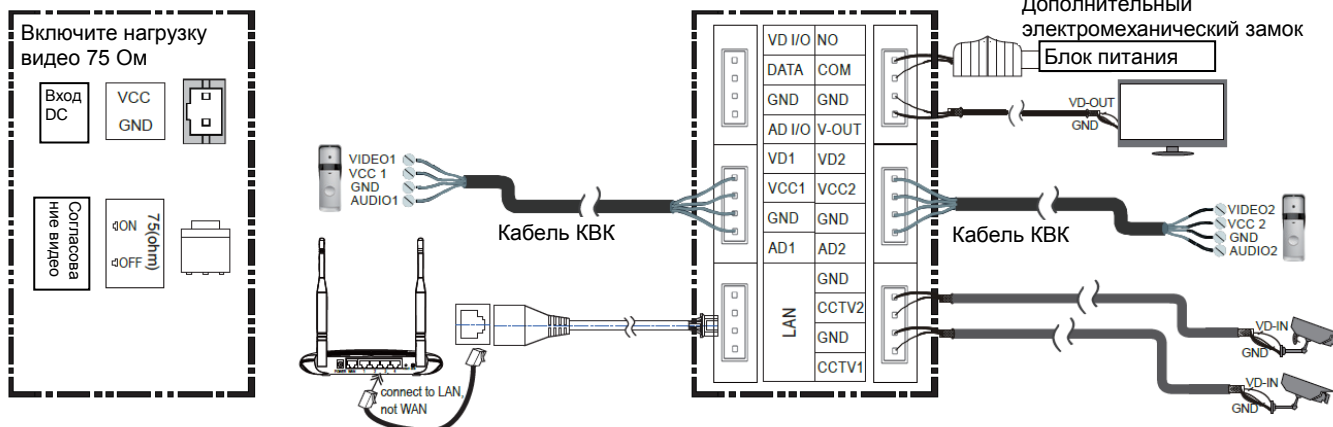 Включите нагрузку
видео 75 Ом
Вход
DC
VCC
GND
Согласова
ние видео
ON
OFF
75(ohm)
VIDEO1
VCC 1
GND
AUDIO1
Кабель КВК
connect to LAN,
not WAN
VD I/O NO
DATA COM
GND GND
AD I/O V-OUT
VD1 VD2
VCC1 VCC2
GND GND
AD1 AD2
LAN
GND
CCTV2
GND
CCTV1
Дополнительный
электромеханический замок
Блок питания
VD-OUT
GND
Кабель КВК
VIDEO2
VCC 2
GND
AUDIO2
VD-IN
GND
VD-IN
GND